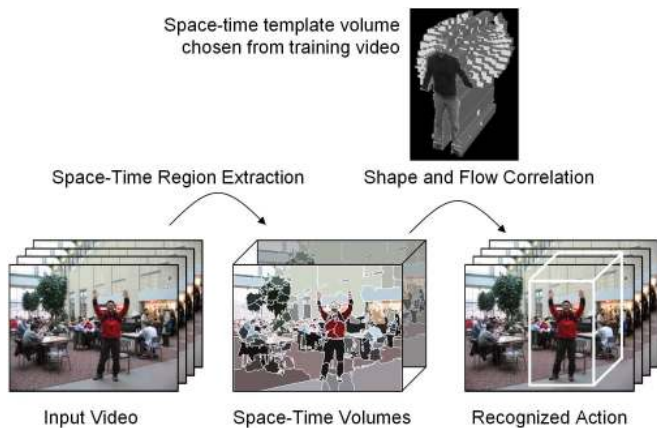 Space-time template volume
chosen from training video
Space-Time Region Extraction
Shape and Flow Correlation
Input Video
Space-Time Volumes
Recognized Action